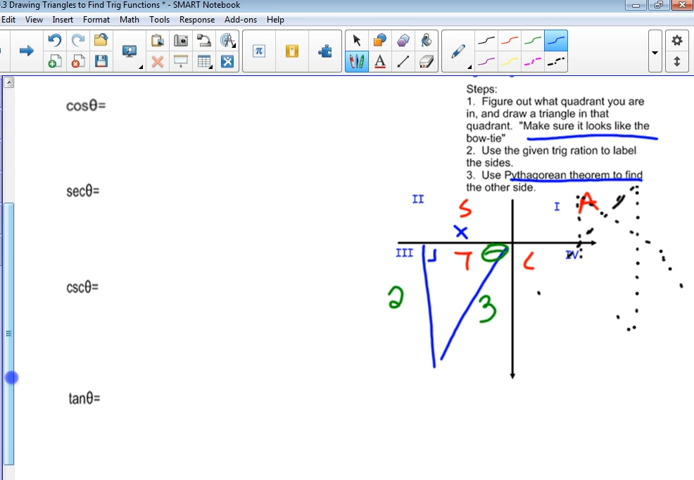 .3 Drawing Triangles to Find Trig Functions * - SMART Notebook
Edit View Insert Format Math Tools Response Add-ons Help
cosθ=
secθ=
cscθ=
tanθ=
Steps:
1. Figure out what quadrant you are
in, and draw a triangle in that
quadrant. "Make sure it looks like the
bow-tie"
2. Use the given trig ration to label
the sides.
3. Use Pythagorean theorem to find
the other side.
II
S
I
A
x
III
T
θ
C
IV
2
3